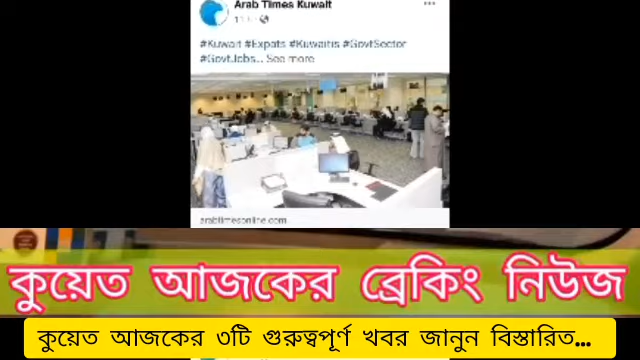 Arab Times Kuwait
#Kuwait #Expats #Kuwaitis #GovtSector
#GovtJobs... See more
arabtimesonline.com
কুয়েত আজকের ব্রেকিং নিউজ
কুয়েত আজকের ৩টি গুরুত্বপূর্ণ খবর জানুন বিস্তারিত...